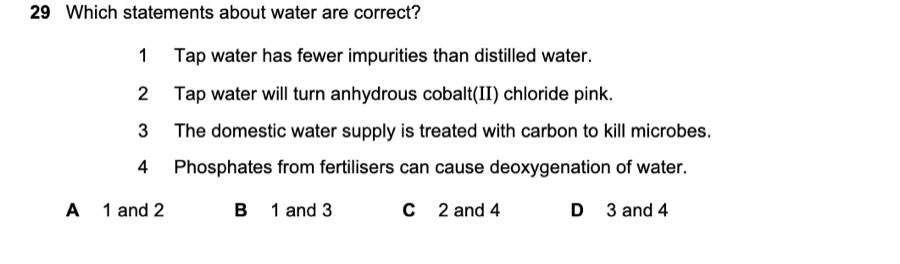 29 Which statements about water are correct?
1 Tap water has fewer impurities than distilled water.
2 Tap water will turn anhydrous cobalt(II) chloride pink.
3 The domestic water supply is treated with carbon to kill microbes.
4 Phosphates from fertilisers can cause deoxygenation of water.
A 1 and 2 B 1 and 3 C 2 and 4 D 3 and 4